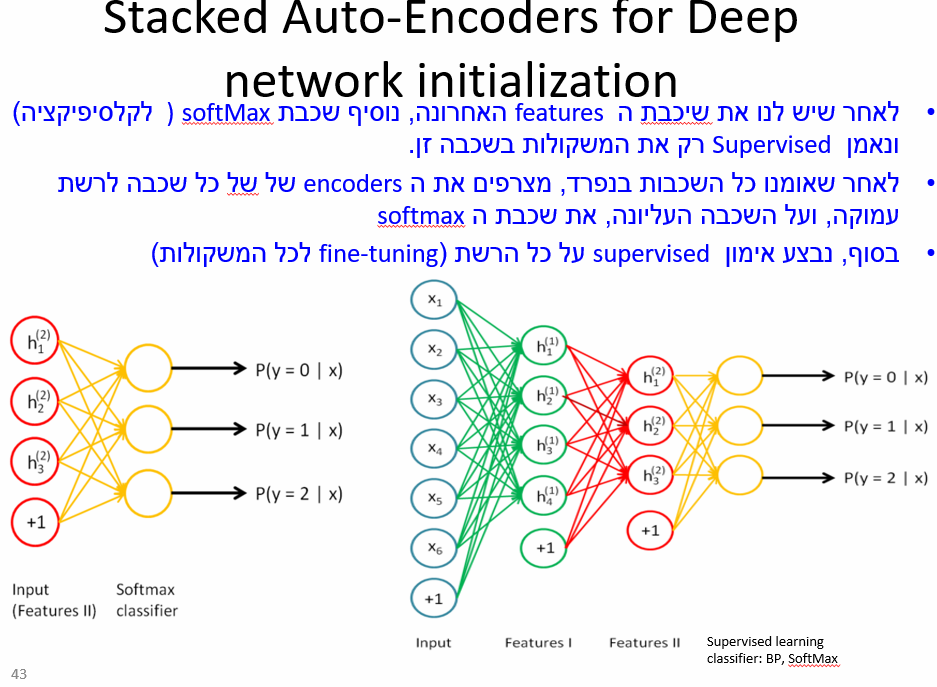 Stacked Auto-Encoders for Deep
network initialization
• לאחר שיש לנו את שיכבת ה features האחרונה, נוסיף שכבת softMax ( לקלסיפיקציה)
ונאמן Supervised רק את המשקולות בשכבה זן.
• לאחר שאומנו כל השכבות בנפרד, מצרפים את ה encoders של של כל שכבה לרשת
עמוקה, ועל השכבה העליונה, את שכבת ה softmax
• בסוף, נבצע אימון supervised על כל הרשת (fine-tuning לכל המשקולות)
h₁⁽²⁾
h₂⁽²⁾
h₃⁽²⁾
+1
P(y = 0 | x)
P(y = 1 | x)
P(y = 2 | x)
Input
(Features II)
Softmax
classifier
x₁
x₂
x₃
x₄
x₅
x₆
+1
h₁⁽¹⁾
h₂⁽¹⁾
h₃⁽¹⁾
h₄⁽¹⁾
+1
h₁⁽²⁾
h₂⁽²⁾
h₃⁽²⁾
+1
P(y = 0 | x)
P(y = 1 | x)
P(y = 2 | x)
Input
Features I
Features II
Supervised learning
classifier: BP, SoftMax
43